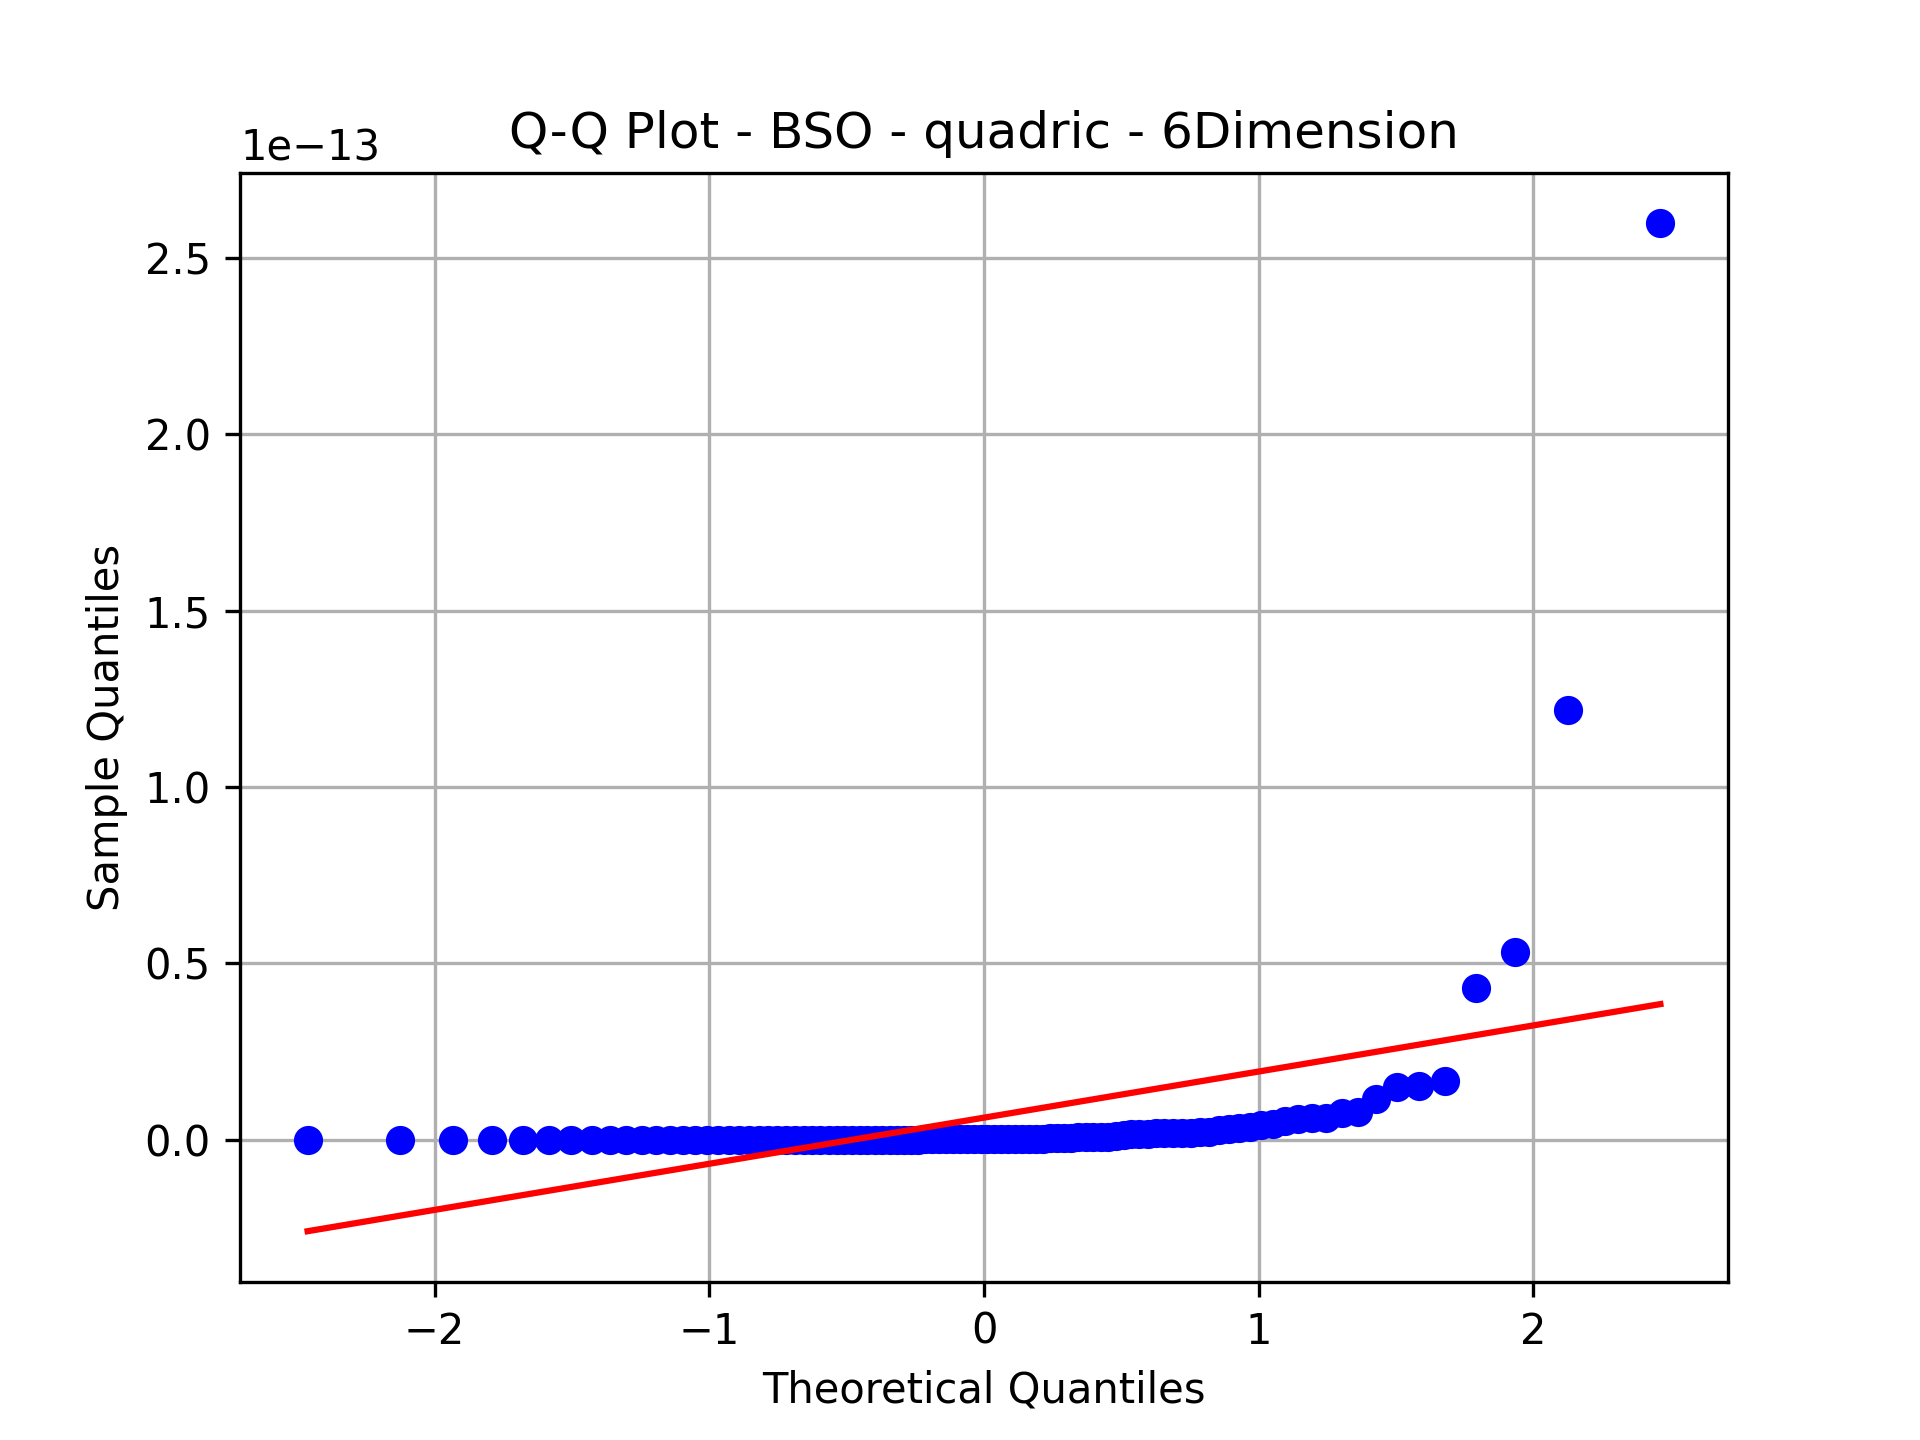 Q-Q Plot - BSO - quadric - 6Dimension
1e−13
2.5
2.0
1.5
1.0
0.5
0.0
Sample Quantiles
−2 −1 0 1 2
Theoretical Quantiles